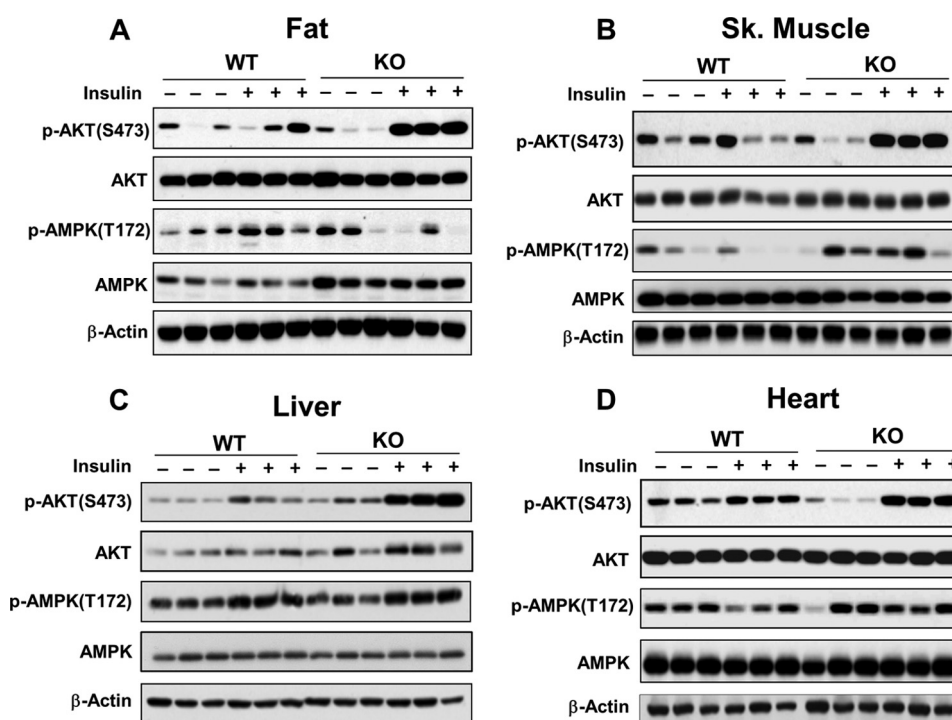 A Fat
WT KO
Insulin − − − + + + − − − + + +
p-AKT(S473)
AKT
p-AMPK(T172)
AMPK
β-Actin
B Sk. Muscle
WT KO
Insulin − − − + + + − − − + + +
p-AKT(S473)
AKT
p-AMPK(T172)
AMPK
β-Actin
C Liver
WT KO
Insulin − − − + + + − − − + + +
p-AKT(S473)
AKT
p-AMPK(T172)
AMPK
β-Actin
D Heart
WT KO
Insulin − − − + + + − − − + + +
p-AKT(S473)
AKT
p-AMPK(T172)
AMPK
β-Actin